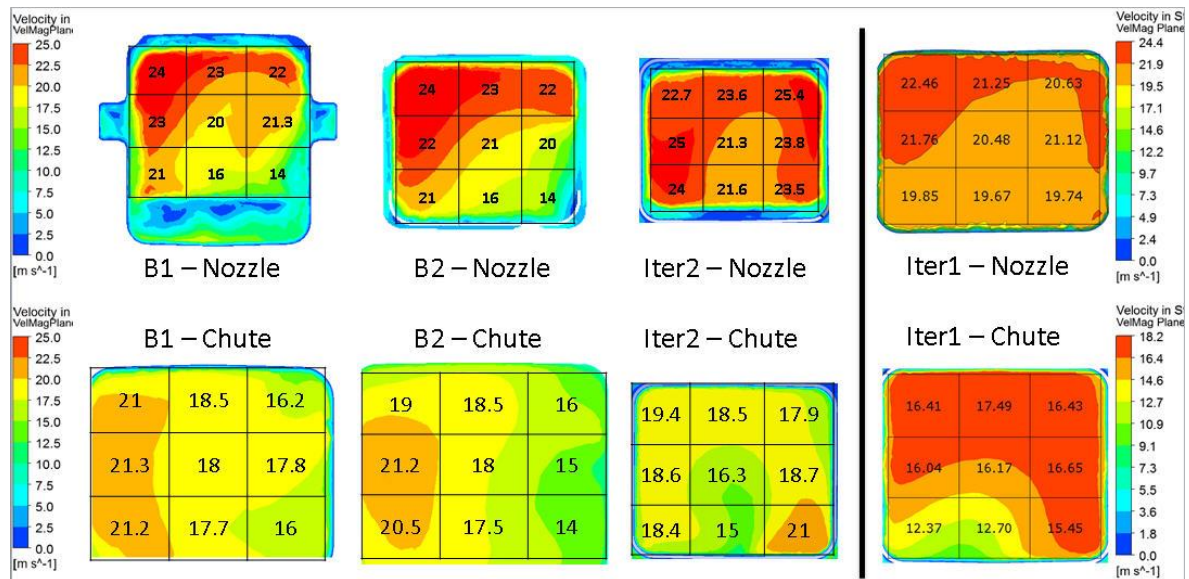 Velocity in
VelMagPlane
25.0
22.5
20.0
17.5
15.0
12.5
10.0
7.5
5.0
2.5
0.0
[m s^-1]
24 23 22
23 20 21.3
21 16 14
B1 – Nozzle
24 23 22
22 21 20
21 16 14
B2 – Nozzle
22.7 23.6 25.4
25 21.3 23.8
24 21.6 23.5
Iter2 – Nozzle
22.46 21.25 20.63
21.76 20.48 21.12
19.85 19.67 19.74
Iter1 – Nozzle
Velocity in S
VelMag Plane
24.4
21.9
19.5
17.1
14.6
12.2
9.7
7.3
4.9
2.4
0.0
[m s^-1]
Velocity in
VelMagPlane
25.0
22.5
20.0
17.5
15.0
12.5
10.0
7.5
5.0
2.5
0.0
[m s^-1]
B1 – Chute
21 18.5 16.2
21.3 18 17.8
21.2 17.7 16
B2 – Chute
19 18.5 16
21.2 18 15
20.5 17.5 14
Iter2 – Chute
19.4 18.5 17.9
18.6 16.3 18.7
18.4 15 21
Iter1 – Chute
16.41 17.49 16.43
16.04 16.17 16.65
12.37 12.70 15.45
Velocity in S
VelMag Plane
18.2
16.4
14.6
12.7
10.9
9.1
7.3
5.5
3.6
1.8
0.0
[m s^-1]